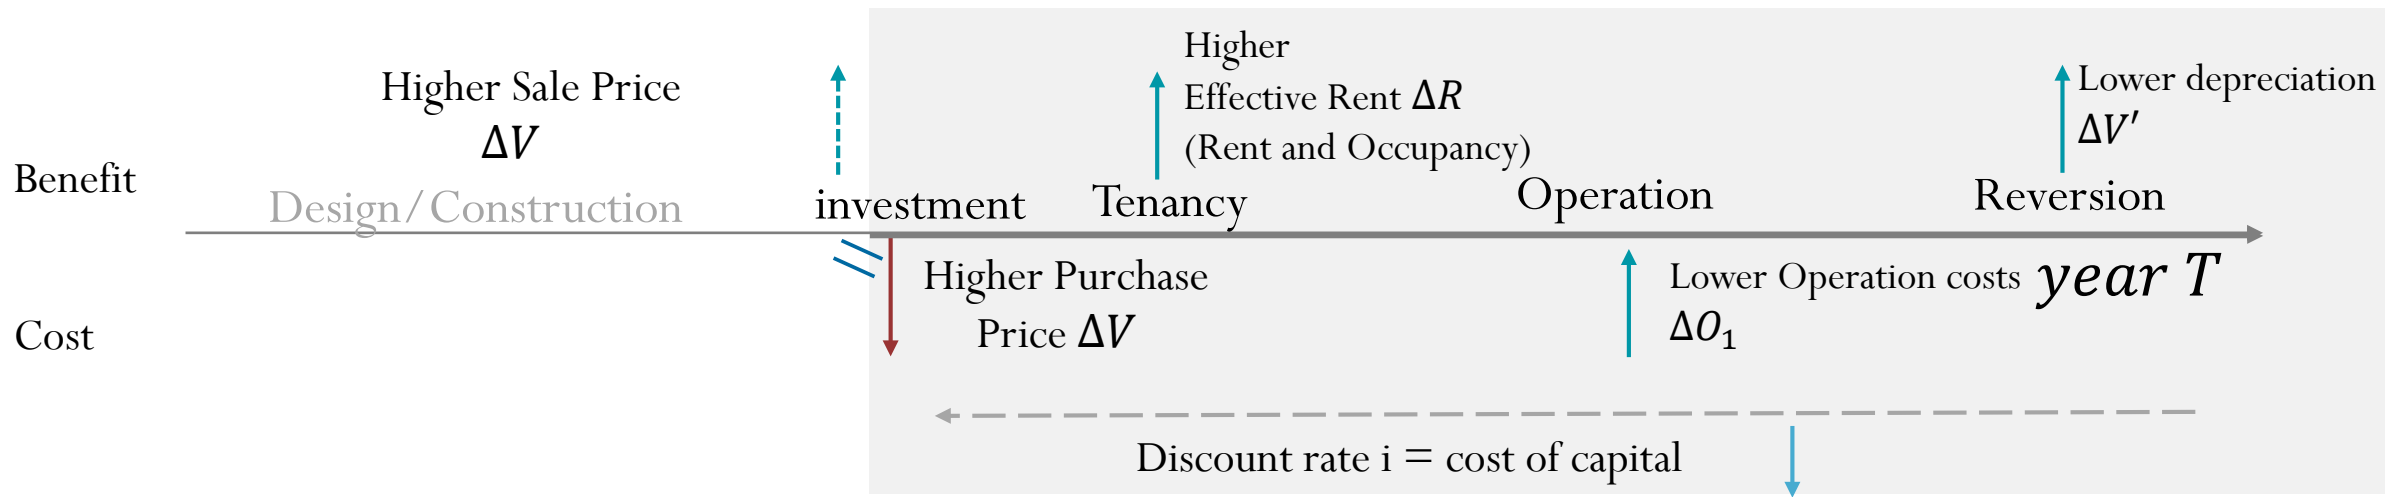 Higher Sale Price
ΔV
Higher
Effective Rent ΔR
(Rent and Occupancy)
Lower depreciation
ΔV′
Benefit
Design/Construction
investment
Tenancy
Operation
Reversion
Higher Purchase
Price ΔV
Lower Operation costs
ΔO₁
year T
Cost
Discount rate i = cost of capital